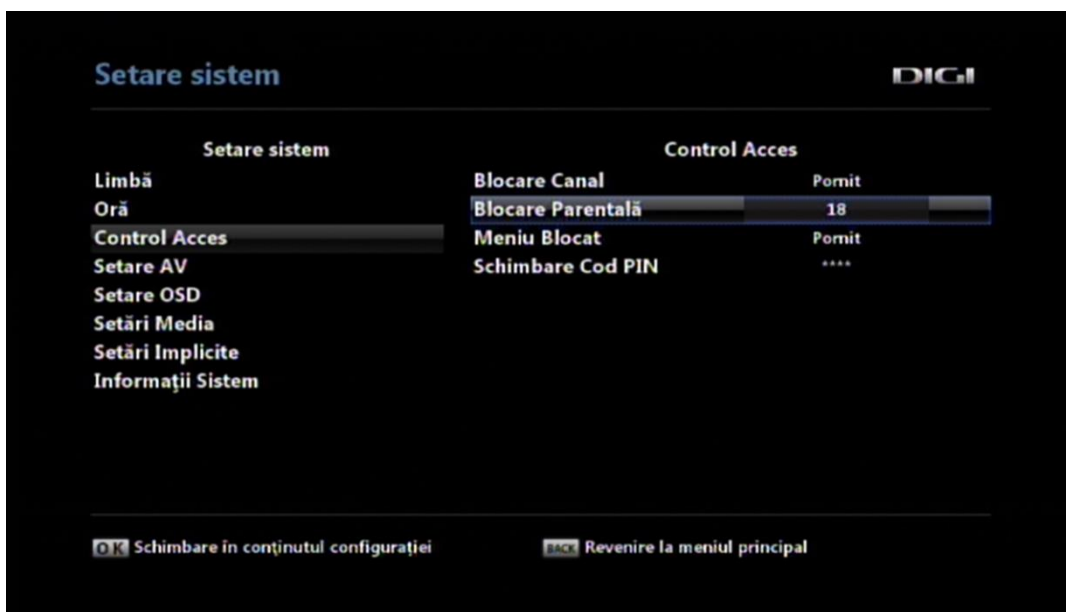 Setare sistem
DIGI
Setare sistem
Limbă
Oră
Control Acces
Setare AV
Setare OSD
Setări Media
Setări Implicite
Informații Sistem
Control Acces
Blocare Canal Pornit
Blocare Parentală 18
Meniu Blocat Pornit
Schimbare Cod PIN ****
OK Schimbare în conținutul configurației
BACK Revenire la meniul principal